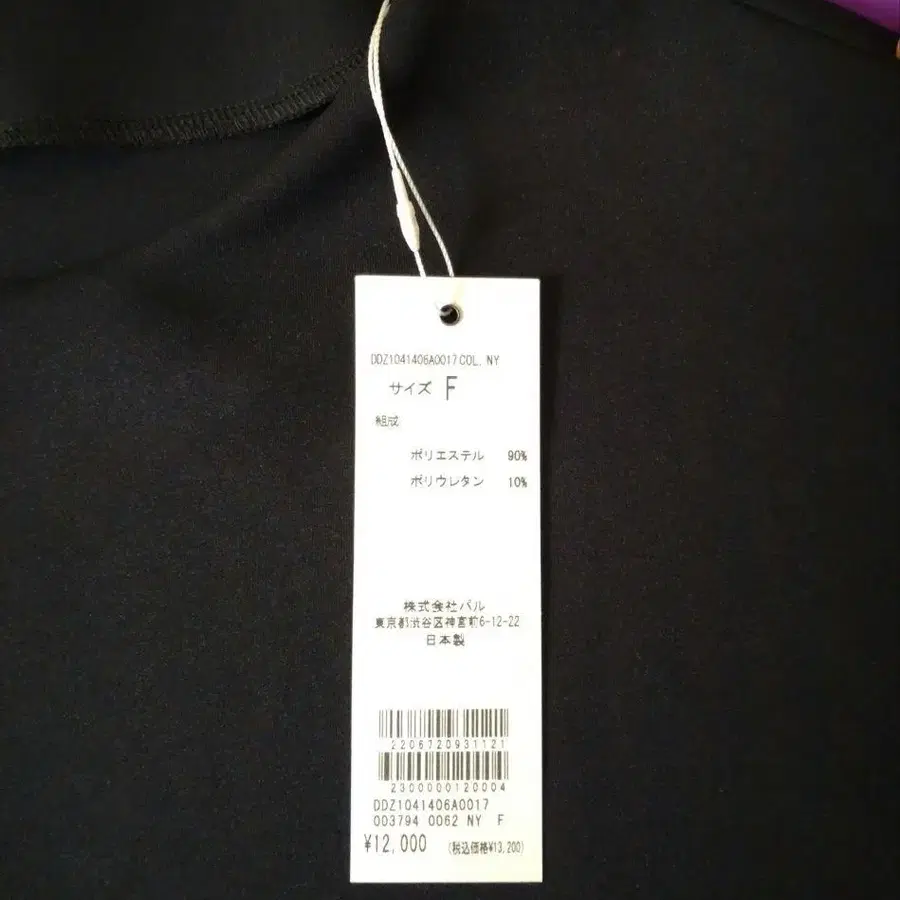 DDZ1041406A0017COL. NY
サイズ F
組成
ポリエステル 90%
ポリウレタン 10%
株式会社パル
東京都渋谷区神宮前6-12-22
日本製
2206720931121
2300000120004
DDZ1041406A0017
003794 0062 NY F
¥12,000 (税込価格¥13,200)